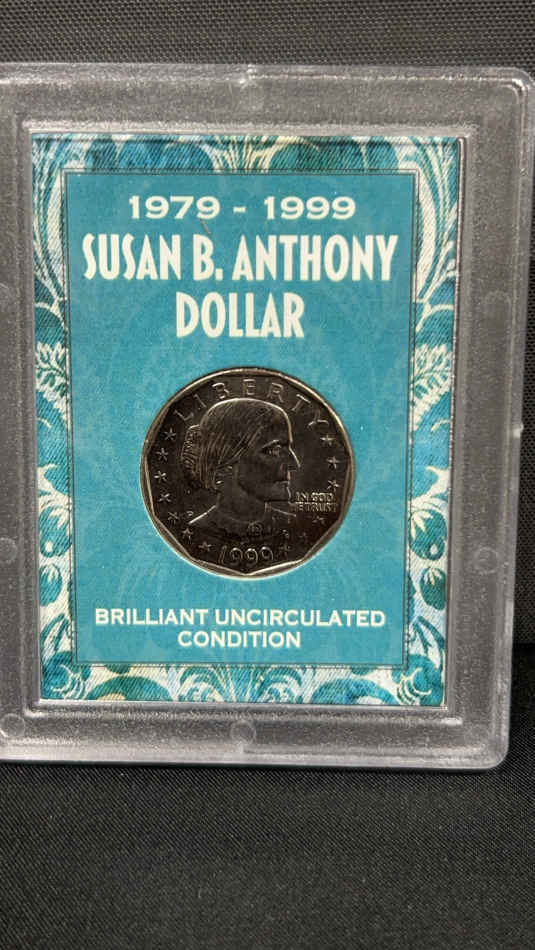 1979 - 1999
SUSAN B. ANTHONY
DOLLAR
LIBERTY
IN GOD
WE TRUST
P
1999
BRILLIANT UNCIRCULATED
CONDITION